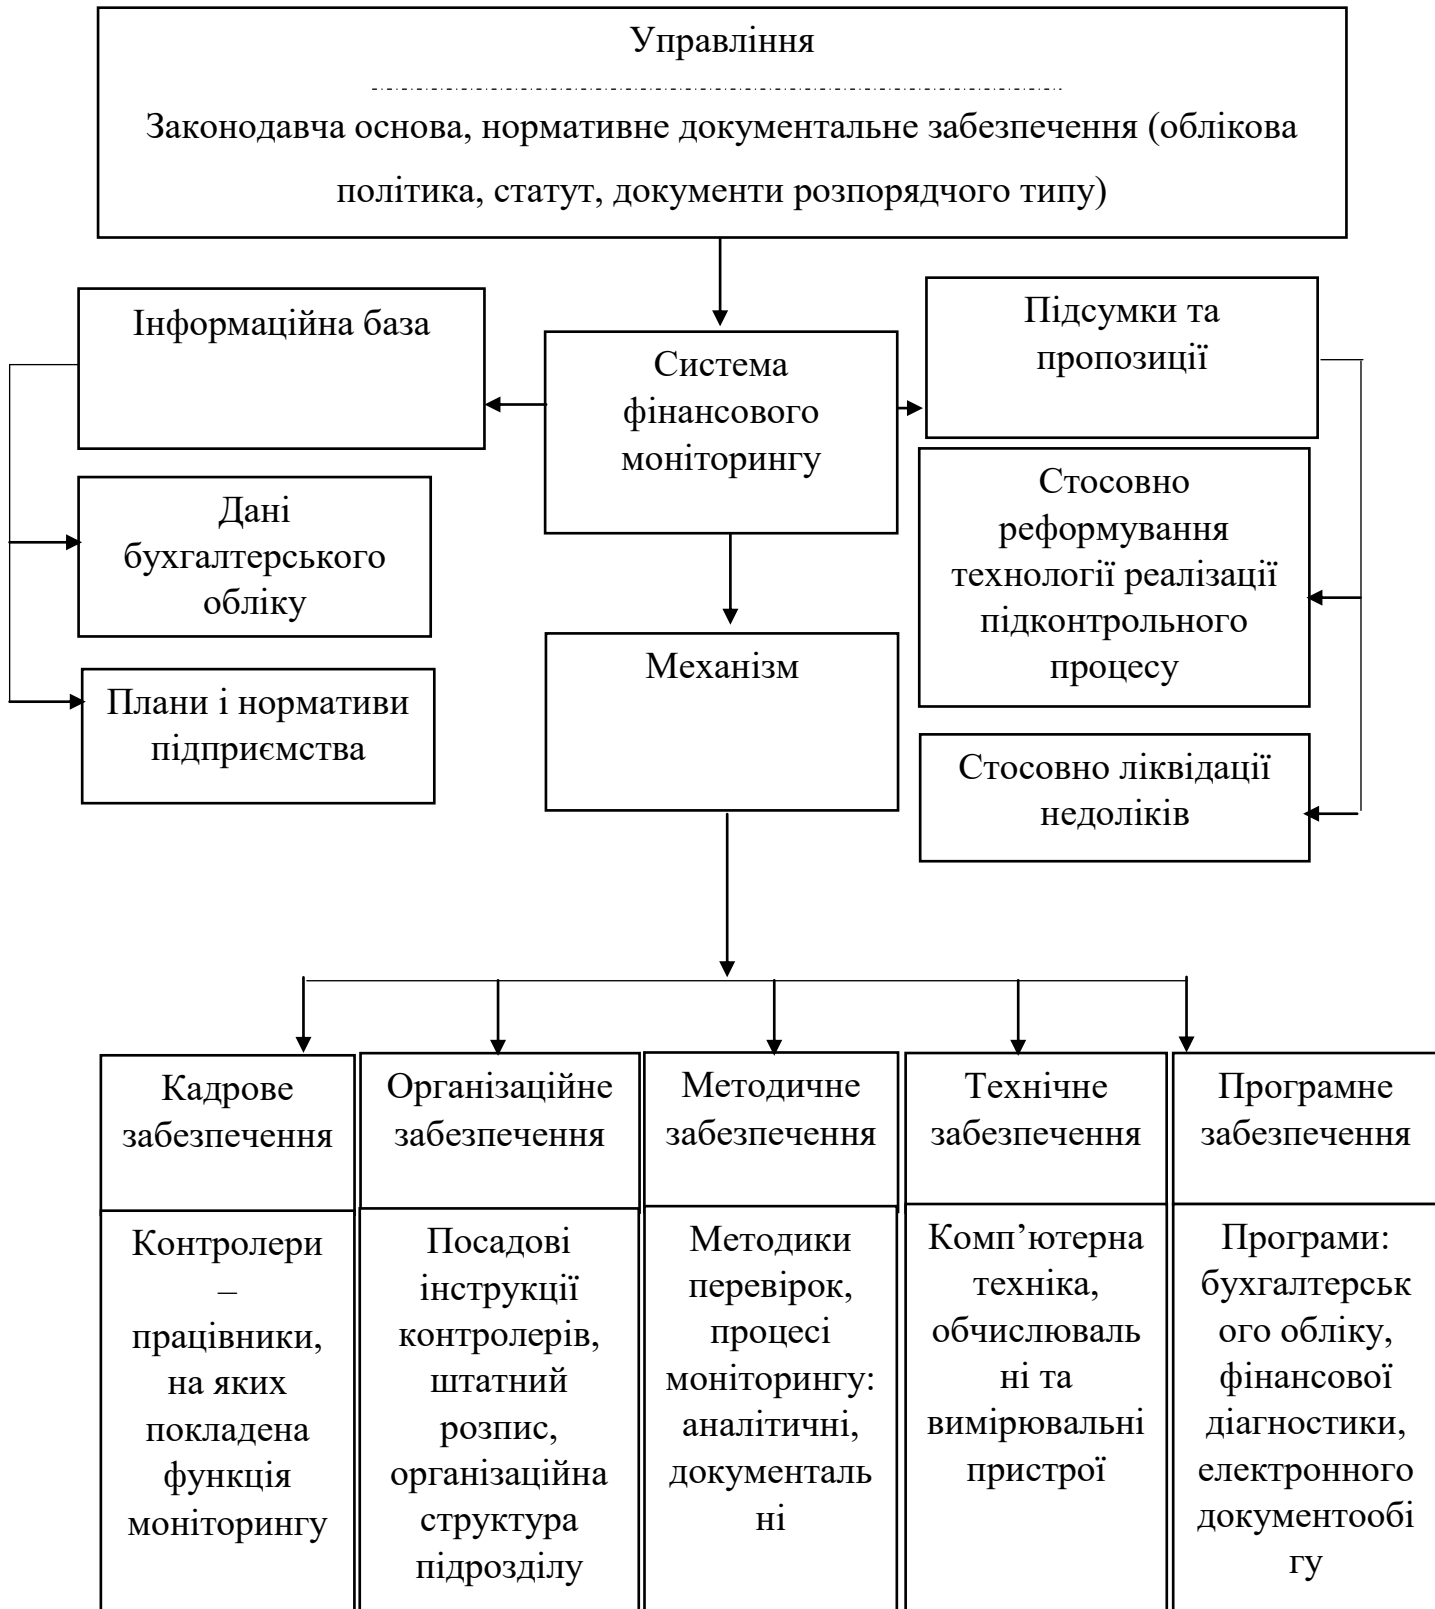 Управління
Законодавча основа, нормативне документальне забезпечення (облікова
політика, статут, документи розпорядчого типу)
Інформаційна база
Система
фінансового
моніторингу
Підсумки та
пропозиції
Дані
бухгалтерського
обліку
Стосовно
реформування
технології реалізації
підконтрольного
процесу
Плани і нормативи
підприємства
Механізм
Стосовно ліквідації
недоліків
Кадрове
забезпечення
Організаційне
забезпечення
Методичне
забезпечення
Технічне
забезпечення
Програмне
забезпечення
Контролери
–
працівники,
на яких
покладена
функція
моніторингу
Посадові
інструкції
контролерів,
штатний
розпис,
організаційна
структура
підрозділу
Методики
перевірок,
процесі
моніторингу:
аналітичні,
документаль
ні
Комп’ютерна
техніка,
обчислюваль
ні та
вимірювальні
пристрої
Програми:
бухгалтерськ
ого обліку,
фінансової
діагностики,
електронного
документообі
гу